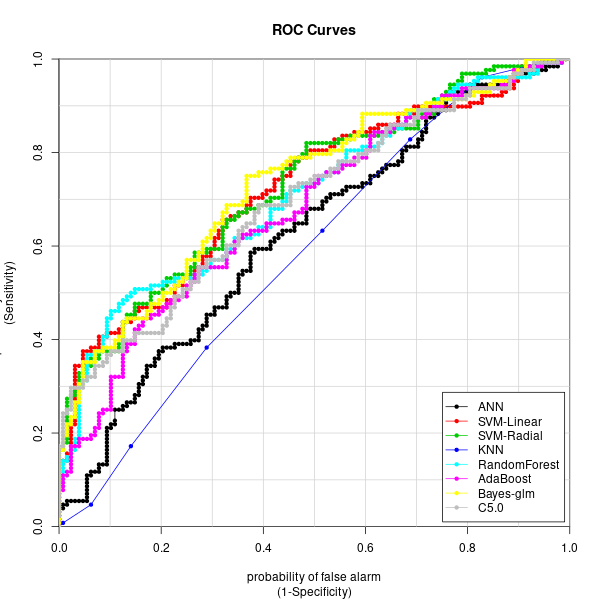 ROC Curves
(Sensitivity)
1.0
0.8
0.6
0.4
0.2
0.0
0.0 0.2 0.4 0.6 0.8 1.0
probability of false alarm
(1-Specificity)
ANN
SVM-Linear
SVM-Radial
KNN
RandomForest
AdaBoost
Bayes-glm
C5.0